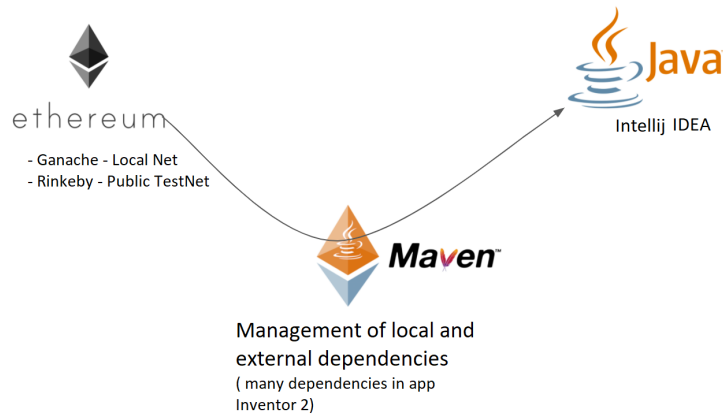 ethereum
- Ganache - Local Net
- Rinkeby - Public TestNet
Java
Intellij IDEA
Maven™
Management of local and
external dependencies
( many dependencies in app
Inventor 2)